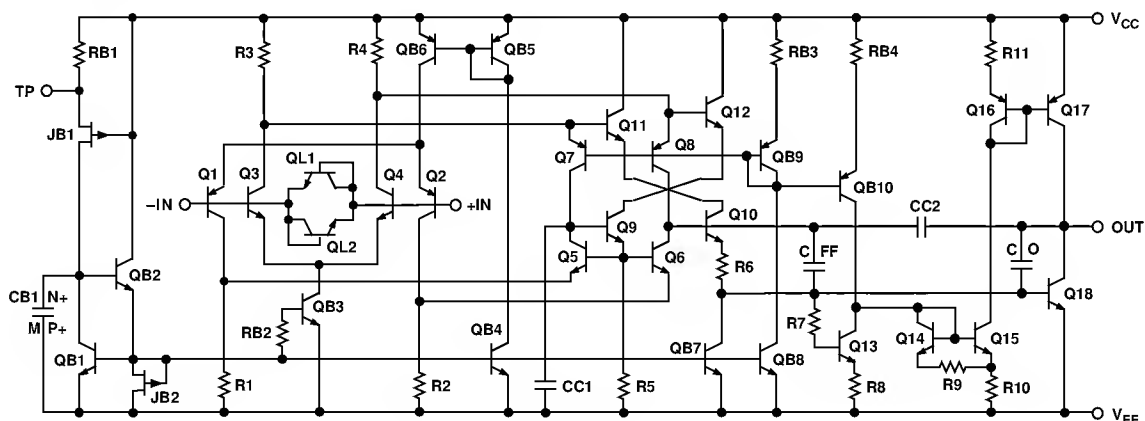 V CC
RB1
R3
R4
QB6
QB5
RB3
RB4
R11
TP
Q16
Q17
JB1
Q11
Q12
QL1
Q7
Q8
QB9
Q1
Q3
Q4
Q2
QB10
–IN
+IN
CC2
Q9
Q10
OUT
QL2
C FF
C O
Q5
Q6
R6
QB2
Q18
CB1 N+
QB3
M P+
RB2
R7
QB4
Q13
Q14
Q15
QB1
QB7
QB8
R9
JB2
R1
R2
CC1
R5
R8
R10
V EE